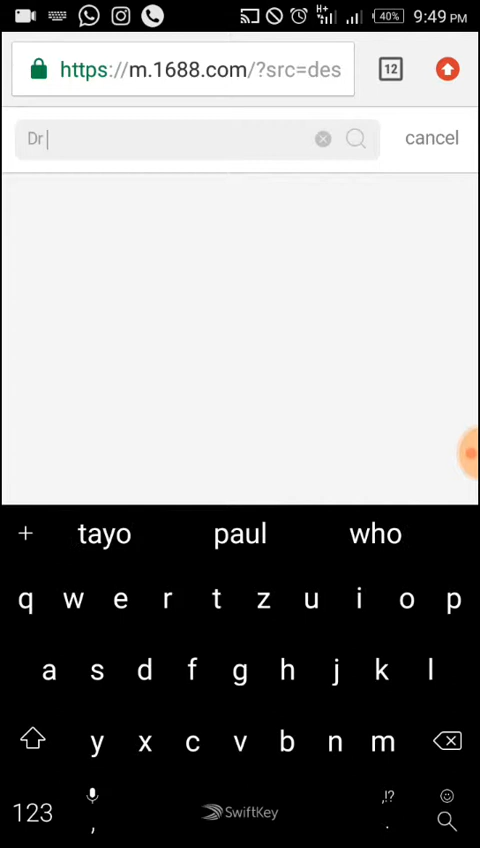 H+ 40% 9:49 PM
https://m.1688.com/?src=des 12
Dr cancel
+ tayo paul who
q w e r t z u i o p
a s d f g h j k l
y x c v b n m
123 , SwiftKey ,!? .